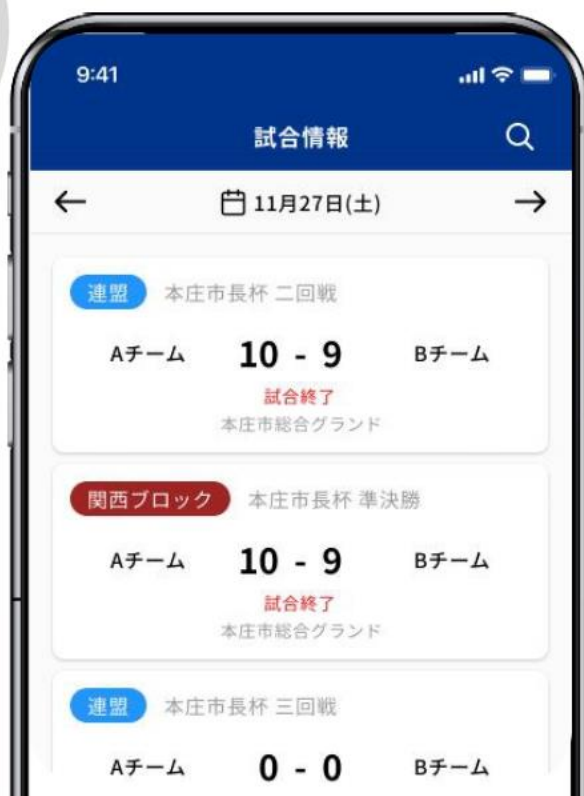 9:41
試合情報
11月27日(土)
連盟 本庄市長杯 二回戦
Aチーム 10 - 9 Bチーム
試合終了
本庄市総合グランド
関西ブロック 本庄市長杯 準決勝
Aチーム 10 - 9 Bチーム
試合終了
本庄市総合グランド
連盟 本庄市長杯 三回戦
Aチーム 0 - 0 Bチーム